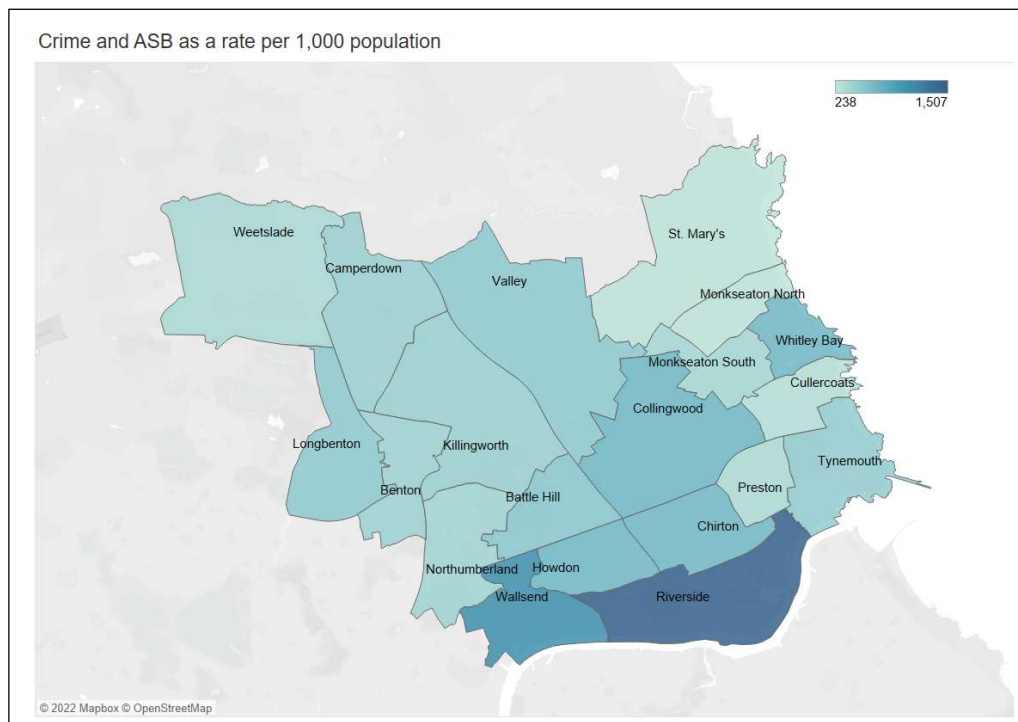 Crime and ASB as a rate per 1,000 population
238 1,507
St. Mary's
Weetslade
Camperdown
Valley
Monkseaton North
Whitley Bay
Monkseaton South
Cullercoats
Collingwood
Longbenton
Killingworth
Tynemouth
Benton
Preston
Battle Hill
Chirton
Northumberland
Howdon
Wallsend
Riverside
© 2022 Mapbox © OpenStreetMap